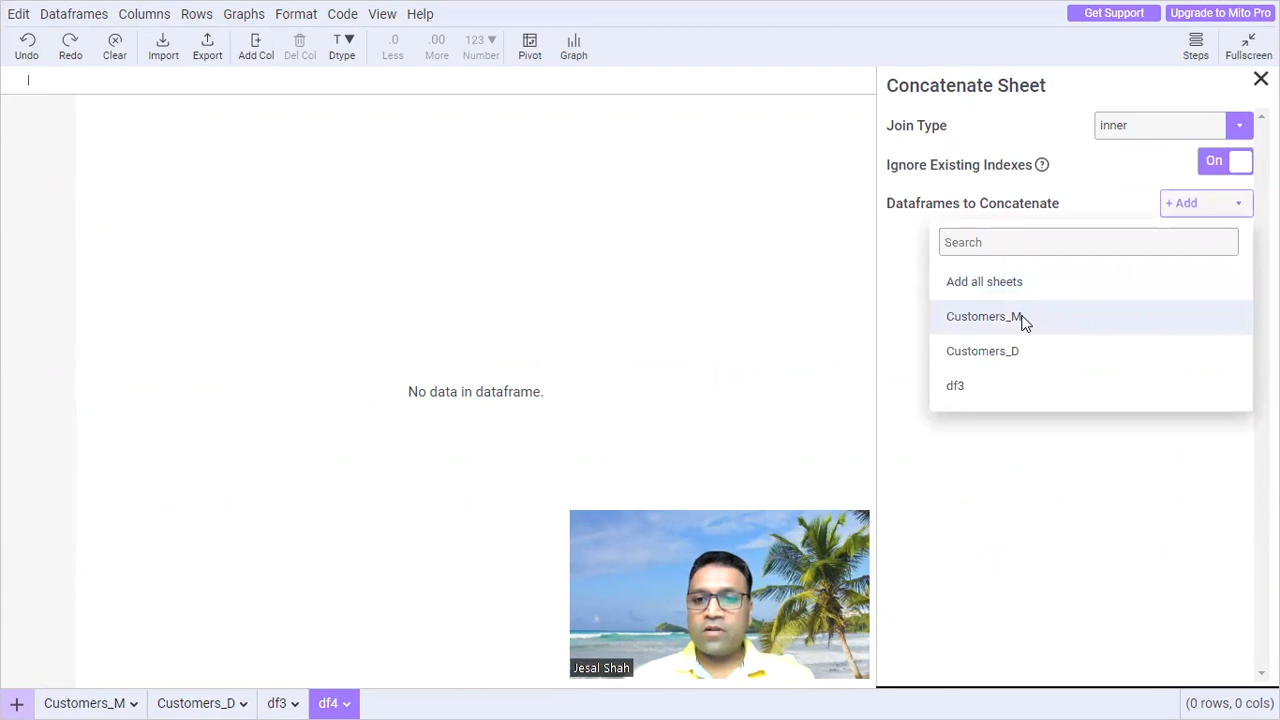 Edit Dataframes Columns Rows Graphs Format Code View Help Get Support Upgrade to Mito Pro
.0 .00 123
Undo Redo Clear Import Export Add Col Del Col Dtype Less More Number Pivot Graph Steps Fullscreen
Concatenate Sheet
Join Type inner
Ignore Existing Indexes ? On
Dataframes to Concatenate + Add
Search
Add all sheets
Customers_M
Customers_D
df3
No data in dataframe.
Jesal Shah
+ Customers_M Customers_D df3 df4 (0 rows, 0 cols)